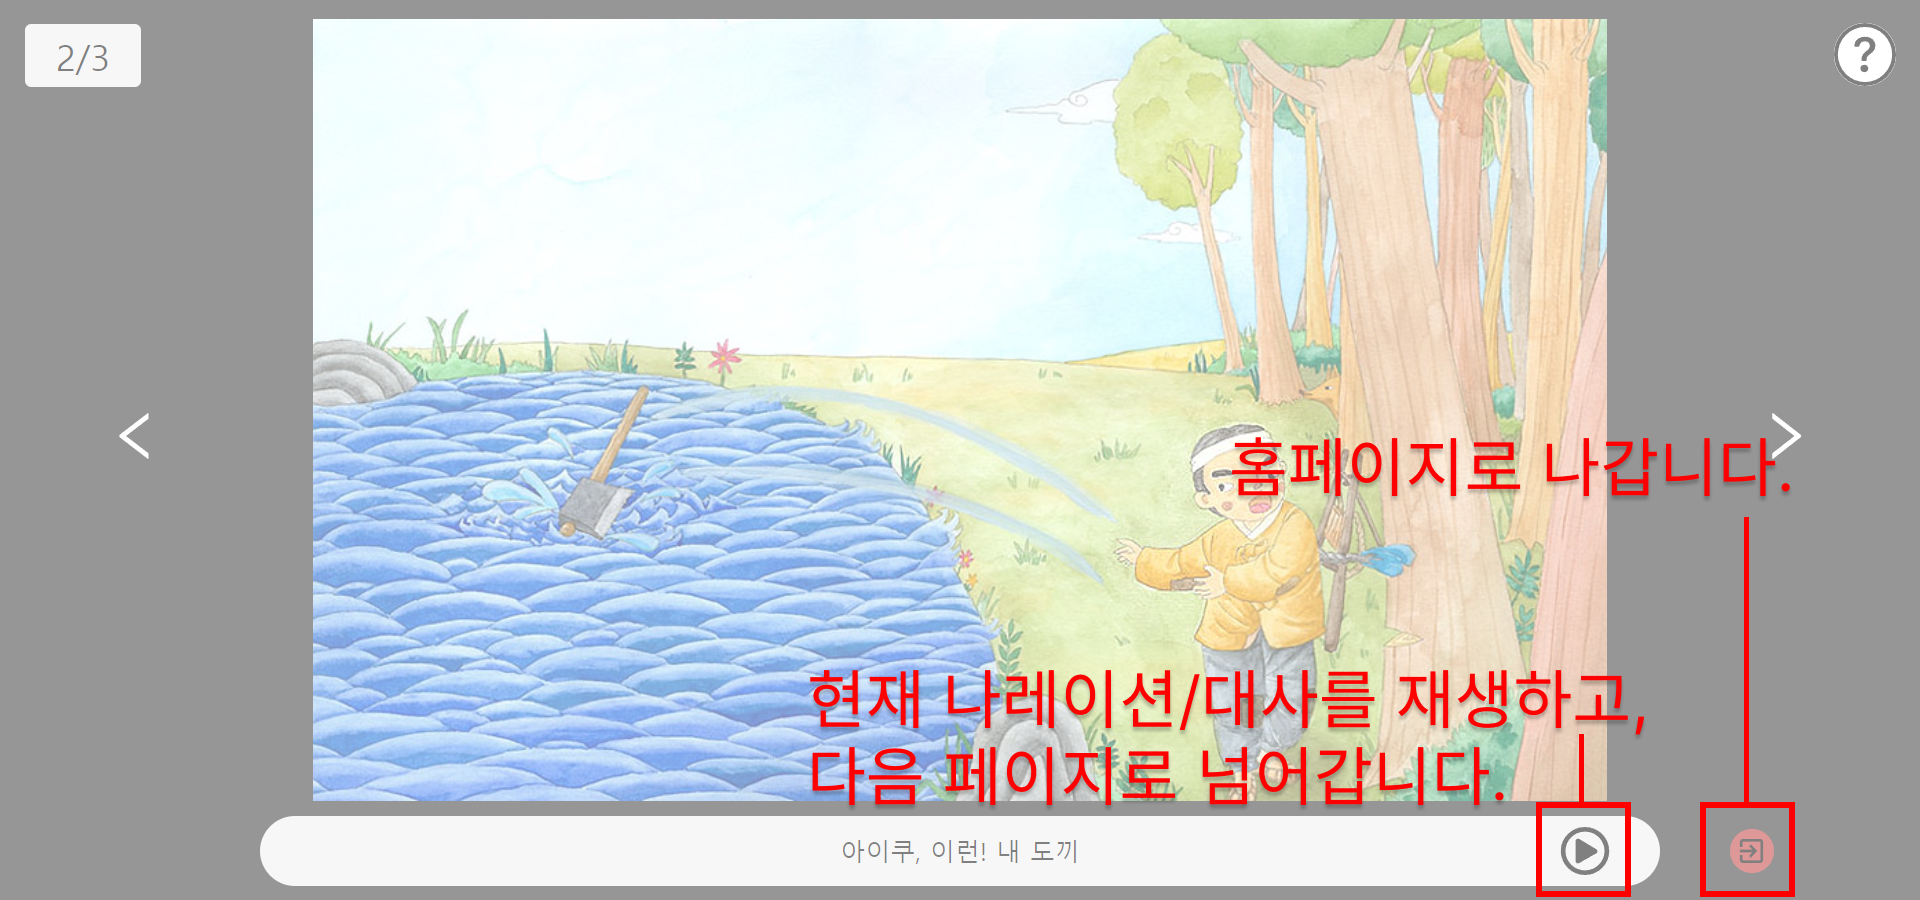 2/3
?
홈페이지로 나갑니다.
현재 나레이션/대사를 재생하고,
다음 페이지로 넘어갑니다.
아이쿠, 이런! 내 도끼